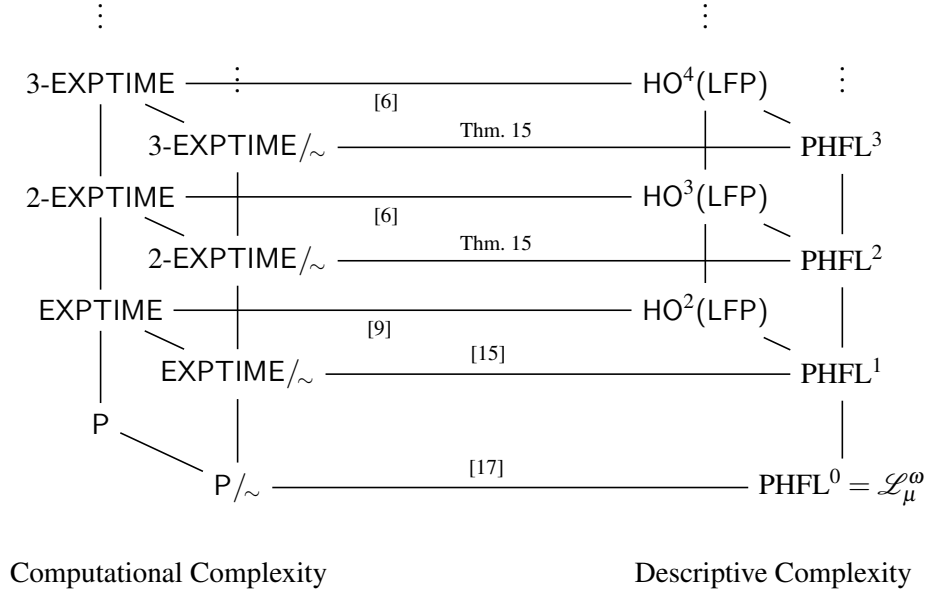 ⋮ ⋮
3-EXPTIME ⋮ [6] HO⁴(LFP) ⋮
3-EXPTIME/∼ Thm. 15 PHFL³
2-EXPTIME [6] HO³(LFP)
2-EXPTIME/∼ Thm. 15 PHFL²
EXPTIME [9] HO²(LFP)
EXPTIME/∼ [15] PHFL¹
P
P/∼ [17] PHFL⁰ = ℒ_μ^ω
Computational Complexity Descriptive Complexity